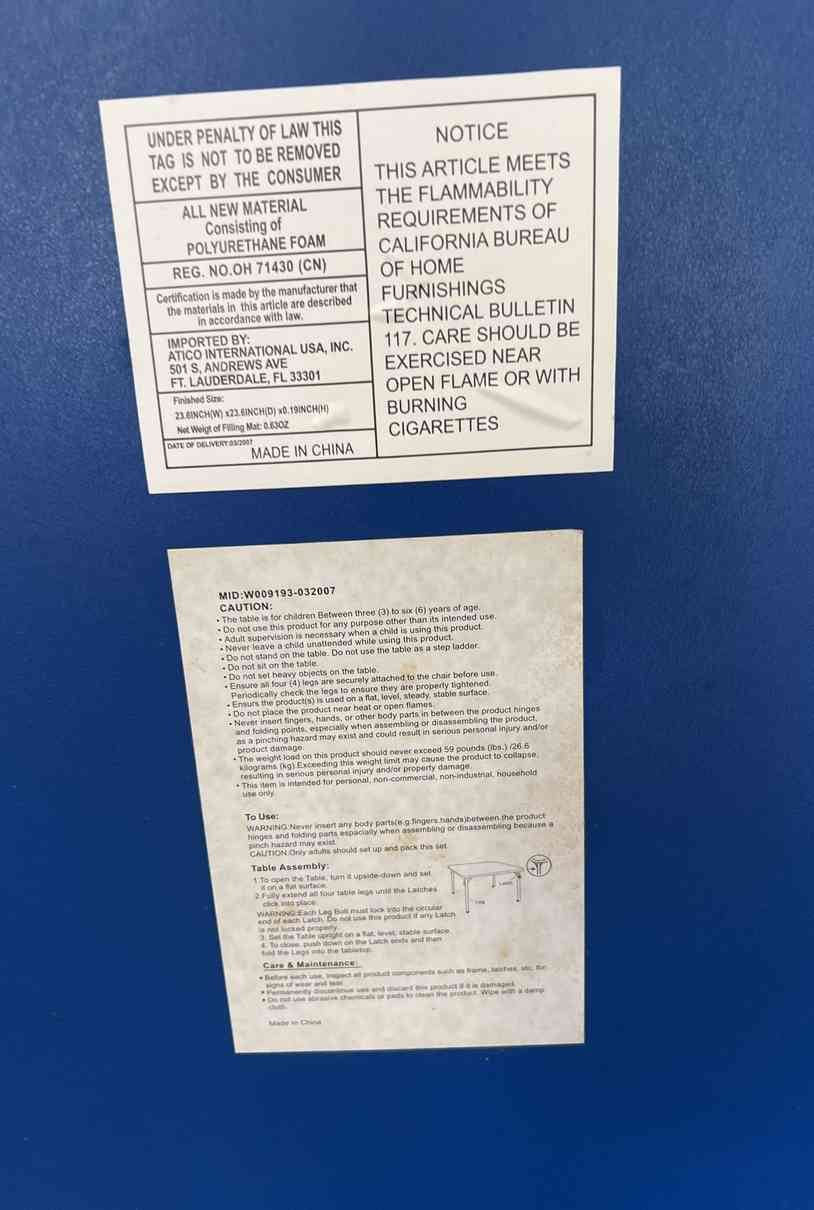 UNDER PENALTY OF LAW THIS
TAG IS NOT TO BE REMOVED
EXCEPT BY THE CONSUMER
ALL NEW MATERIAL
Consisting of
POLYURETHANE FOAM
REG. NO.OH 71430 (CN)
Certification is made by the manufacturer that
the materials in this article are described
in accordance with law.
IMPORTED BY:
ATICO INTERNATIONAL USA, INC.
501 S, ANDREWS AVE
FT. LAUDERDALE, FL 33301
Finished Size:
23.6INCH(W) x23.6INCH(D) x0.19INCH(H)
Net Weigt of Filling Mat: 0.63OZ
DATE OF DELIVERY:03/2007
MADE IN CHINA
NOTICE
THIS ARTICLE MEETS
THE FLAMMABILITY
REQUIREMENTS OF
CALIFORNIA BUREAU
OF HOME
FURNISHINGS
TECHNICAL BULLETIN
117. CARE SHOULD BE
EXERCISED NEAR
OPEN FLAME OR WITH
BURNING
CIGARETTES
MID:W009193-032007
CAUTION:
• The table is for children Between three (3) to six (6) years of age.
• Do not use this product for any purpose other than its intended use.
• Adult supervision is necessary when a child is using this product.
• Never leave a child unattended while using this product.
• Do not stand on the table. Do not use the table as a step ladder.
• Do not sit on the table.
• Do not set heavy objects on the table.
• Ensure all four (4) legs are securely attached to the chair before use.
Periodically check the legs to ensure they are properly tightened.
• Ensurs the product(s) is used on a flat, level, steady, stable surface.
• Do not place the product near heat or open flames.
• Never insert fingers, hands, or other body parts in between the product hinges
and folding points, especially when assembling or disassembling the product,
as a pinching hazard may exist and could result in serious personal injury and/or
product damage.
• The weight load on this product should never exceed 59 pounds (lbs.) /26.6
kilograms (kg).Exceeding this weight limit may cause the product to collapse,
resulting in serious personal injury and/or property damage.
• This item is intended for personal, non-commercial, non-industrial, household
use only.
To Use:
WARNING:Never insert any body parts(e.g.fingers,hands)between the product
hinges and folding parts espacially when assembling or disassembling because a
pinch hazard may exist.
CAUTION:Only adults should set up and pack this set.
Table Assembly:
1.To open the Table, turn it upside-down and set
it on a flat surface.
2.Fully extend all four table legs until the Latches
click into place.
WARNING:Each Leg Bolt must lock into the circular
end of each Latch. Do not use this product if any Latch
is not locked properly.
3. Set the Table upright on a flat, level, stable surface.
4. To close, push down on the Latch ends and then
fold the Legs into the tabletop.
Care & Maintenance:
• Before each use, inspect all product components such as frame, latches, etc, for
signs of wear and tear.
• Permanently discontinue use and discard this product if it is damaged.
• Do not use abrasive chemicals or pads to clean the product. Wipe with a damp
cloth.
Made in China